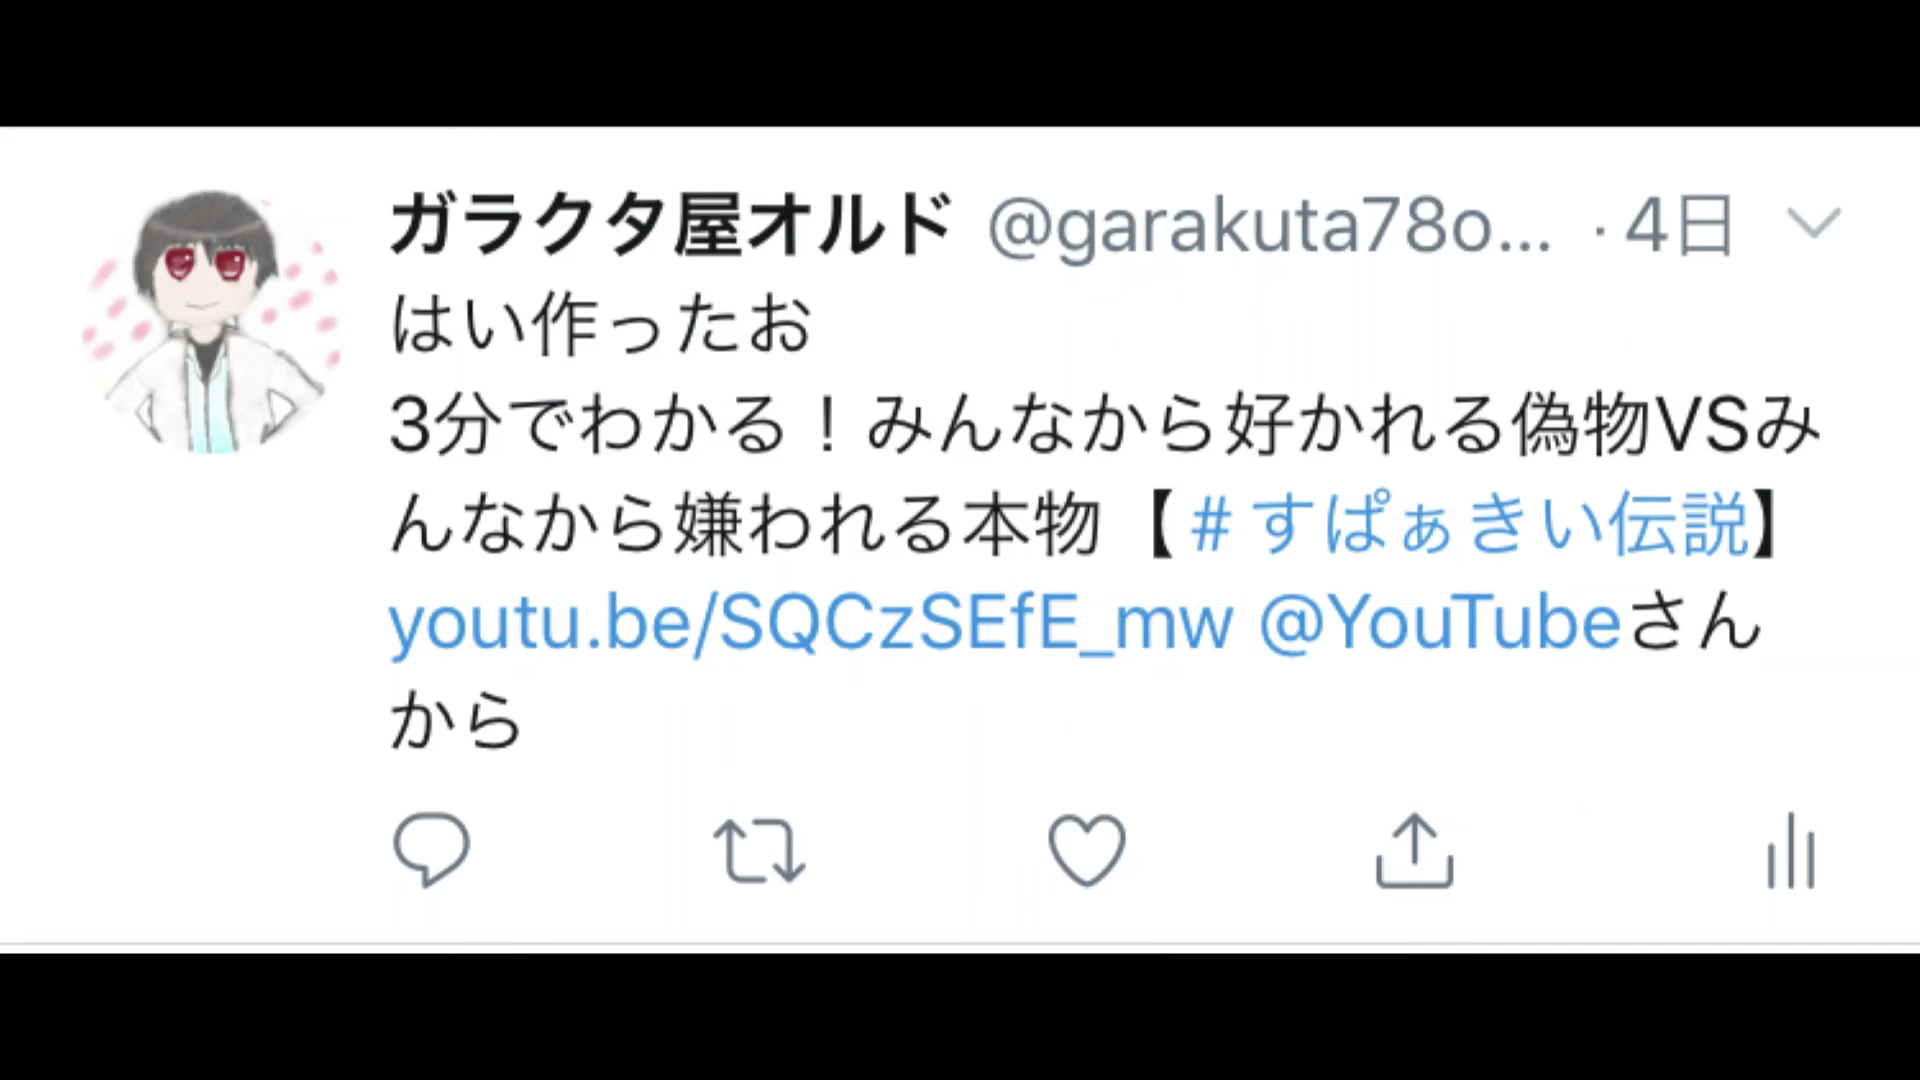 ガラクタ屋オルド @garakuta78o... · 4日
はい作ったお
3分でわかる！みんなから好かれる偽物VSみ
んなから嫌われる本物【#すぱぁきい伝説】
youtu.be/SQCzSEfE_mw @YouTubeさん
から